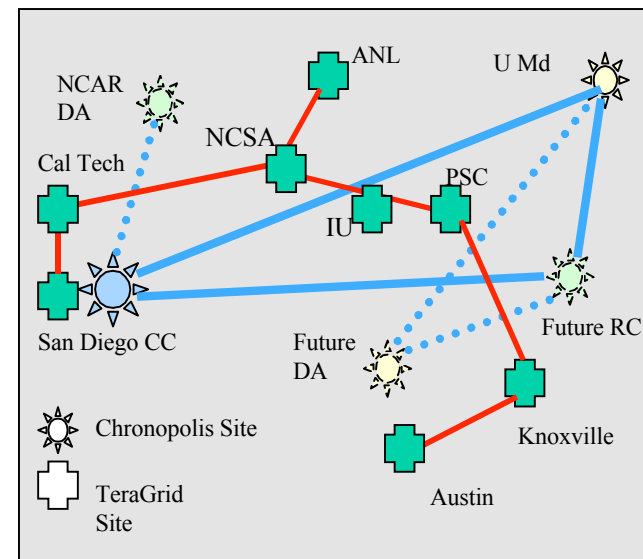 ANL
U Md
NCAR
DA
NCSA
Cal Tech
PSC
IU
San Diego CC
Future
DA
Future RC
Chronopolis Site
Knoxville
TeraGrid
Site
Austin